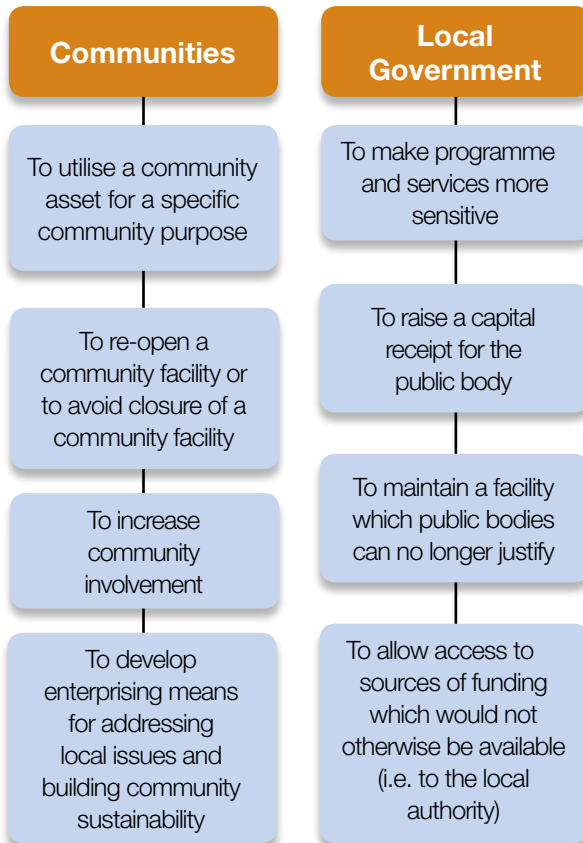 Communities
To utilise a community
asset for a specific
community purpose
To re-open a
community facility or
to avoid closure of a
community facility
To increase
community
involvement
To develop
enterprising means
for addressing
local issues and
building community
sustainability
Local
Government
To make programme
and services more
sensitive
To raise a capital
receipt for the
public body
To maintain a facility
which public bodies
can no longer justify
To allow access to
sources of funding
which would not
otherwise be available
(i.e. to the local
authority)